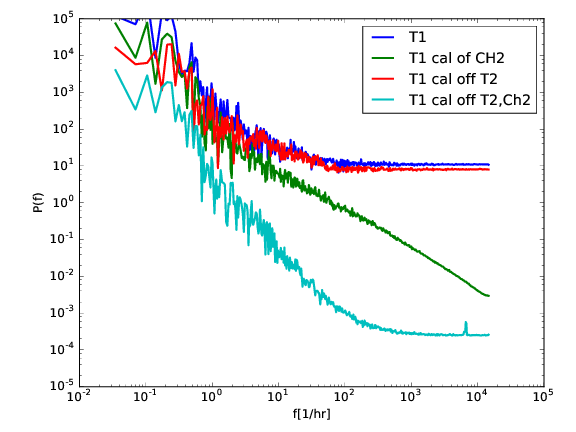 10^5
10^4
10^3
10^2
10^1
10^0
10^-1
10^-2
10^-3
10^-4
10^-5
P(f)
T1
T1 cal of CH2
T1 cal off T2
T1 cal off T2,Ch2
10^-2 10^-1 10^0 10^1 10^2 10^3 10^4 10^5
f[1/hr]